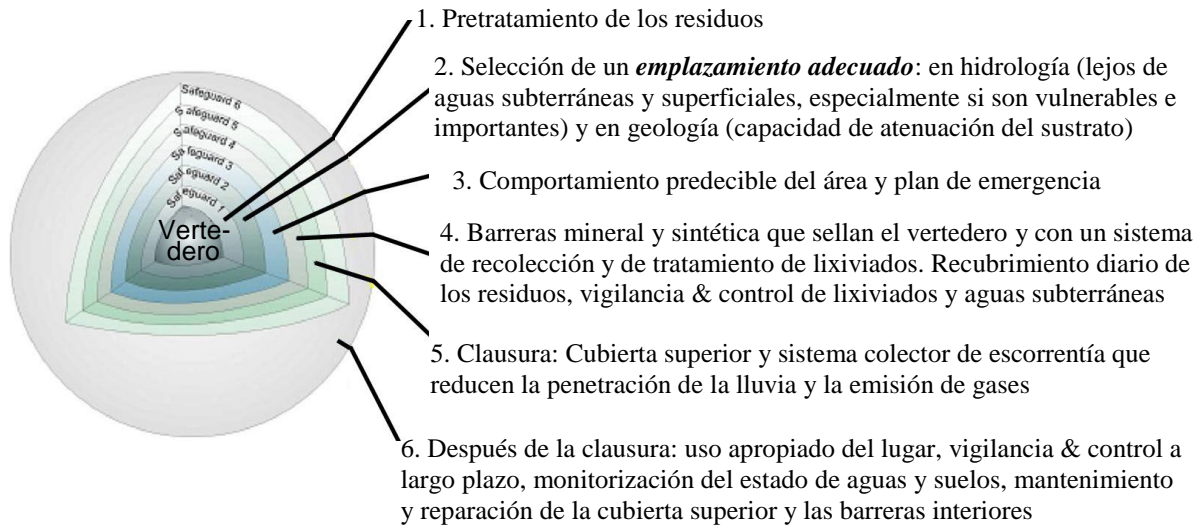 1. Pretratamiento de los residuos
2. Selección de un emplazamiento adecuado: en hidrología (lejos de
aguas subterráneas y superficiales, especialmente si son vulnerables e
importantes) y en geología (capacidad de atenuación del sustrato)
3. Comportamiento predecible del área y plan de emergencia
4. Barreras mineral y sintética que sellan el vertedero y con un sistema
de recolección y de tratamiento de lixiviados. Recubrimiento diario de
los residuos, vigilancia & control de lixiviados y aguas subterráneas
5. Clausura: Cubierta superior y sistema colector de escorrentía que
reducen la penetración de la lluvia y la emisión de gases
6. Después de la clausura: uso apropiado del lugar, vigilancia & control a
largo plazo, monitorización del estado de aguas y suelos, mantenimiento
y reparación de la cubierta superior y las barreras interiores
Safeguard 6
Safeguard 5
Safeguard 4
Safeguard 3
Safeguard 2
Safeguard 1
Verte-
dero